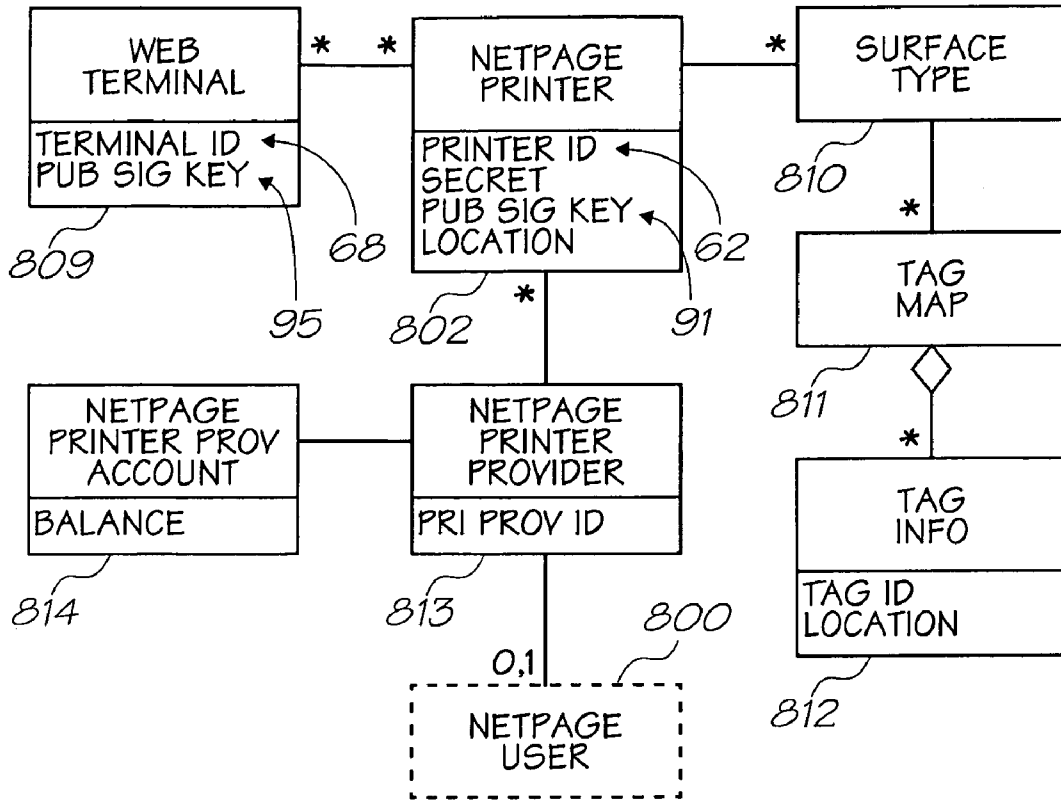 WEB
TERMINAL
TERMINAL ID
PUB SIG KEY
809
68
95
* *
NETPAGE
PRINTER
PRINTER ID
SECRET
PUB SIG KEY
LOCATION
802
62
91
*
*
SURFACE
TYPE
810
*
TAG
MAP
811
*
TAG
INFO
TAG ID
LOCATION
812
NETPAGE
PRINTER PROV
ACCOUNT
BALANCE
814
NETPAGE
PRINTER
PROVIDER
PRI PROV ID
813
0,1
800
NETPAGE
USER